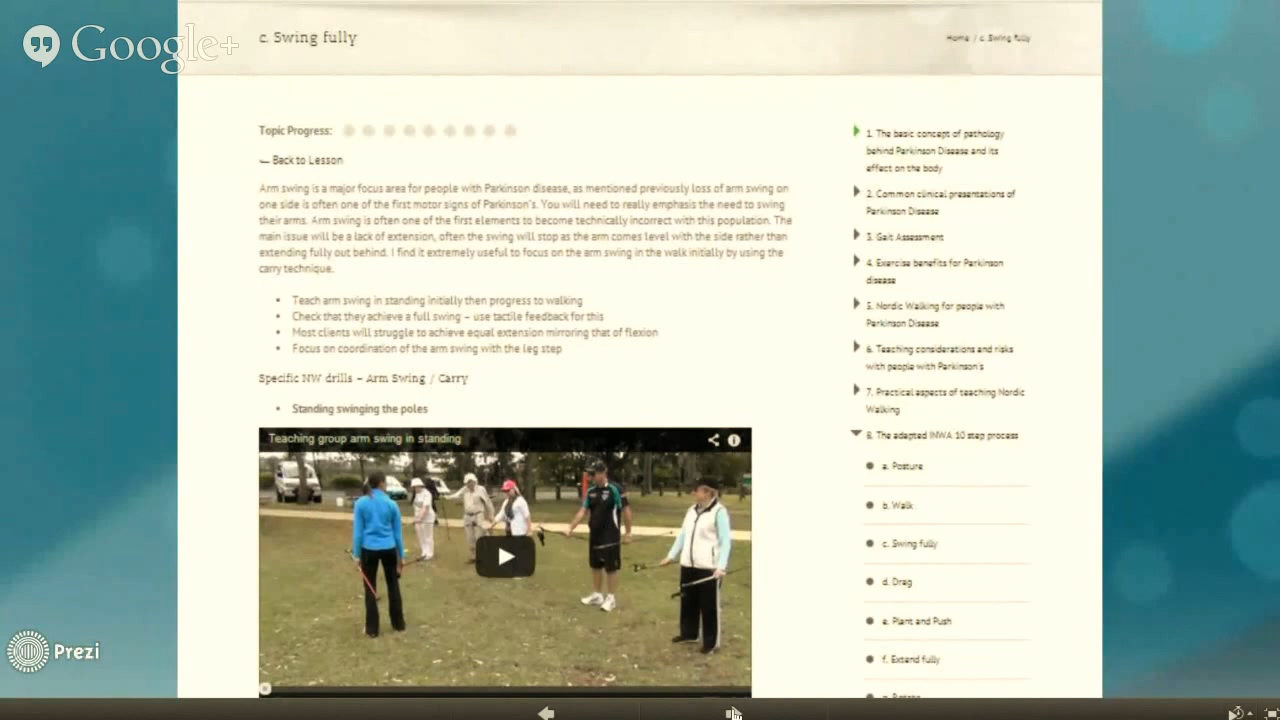 Google+
c. Swing fully
Home / c. Swing fully
Topic Progress:
← Back to Lesson
Arm swing is a major focus area for people with Parkinson disease, as mentioned previously loss of arm swing on
one side is often one of the first motor signs of Parkinson's. You will need to really emphasis the need to swing
their arms. Arm swing is often one of the first elements to become technically incorrect with this population. The
main issue will be a lack of extension, often the swing will stop as the arm comes level with the side rather than
extending fully out behind. I find it extremely useful to focus on the arm swing in the walk initially by using the
carry technique.
• Teach arm swing in standing initially then progress to walking
• Check that they achieve a full swing – use tactile feedback for this
• Most clients will struggle to achieve equal extension mirroring that of flexion
• Focus on coordination of the arm swing with the leg step
Specific NW drills – Arm Swing / Carry
• Standing swinging the poles
Teaching group arm swing in standing
1. The basic concept of pathology
behind Parkinson Disease and its
effect on the body
2. Common clinical presentations of
Parkinson Disease
3. Gait Assessment
4. Exercise benefits for Parkinson
disease
5. Nordic Walking for people with
Parkinson Disease
6. Teaching considerations and risks
with people with Parkinson's
7. Practical aspects of teaching Nordic
Walking
8. The adapted INWA 10 step process
a. Posture
b. Walk
c. Swing fully
d. Drag
e. Plant and Push
f. Extend fully
Prezi